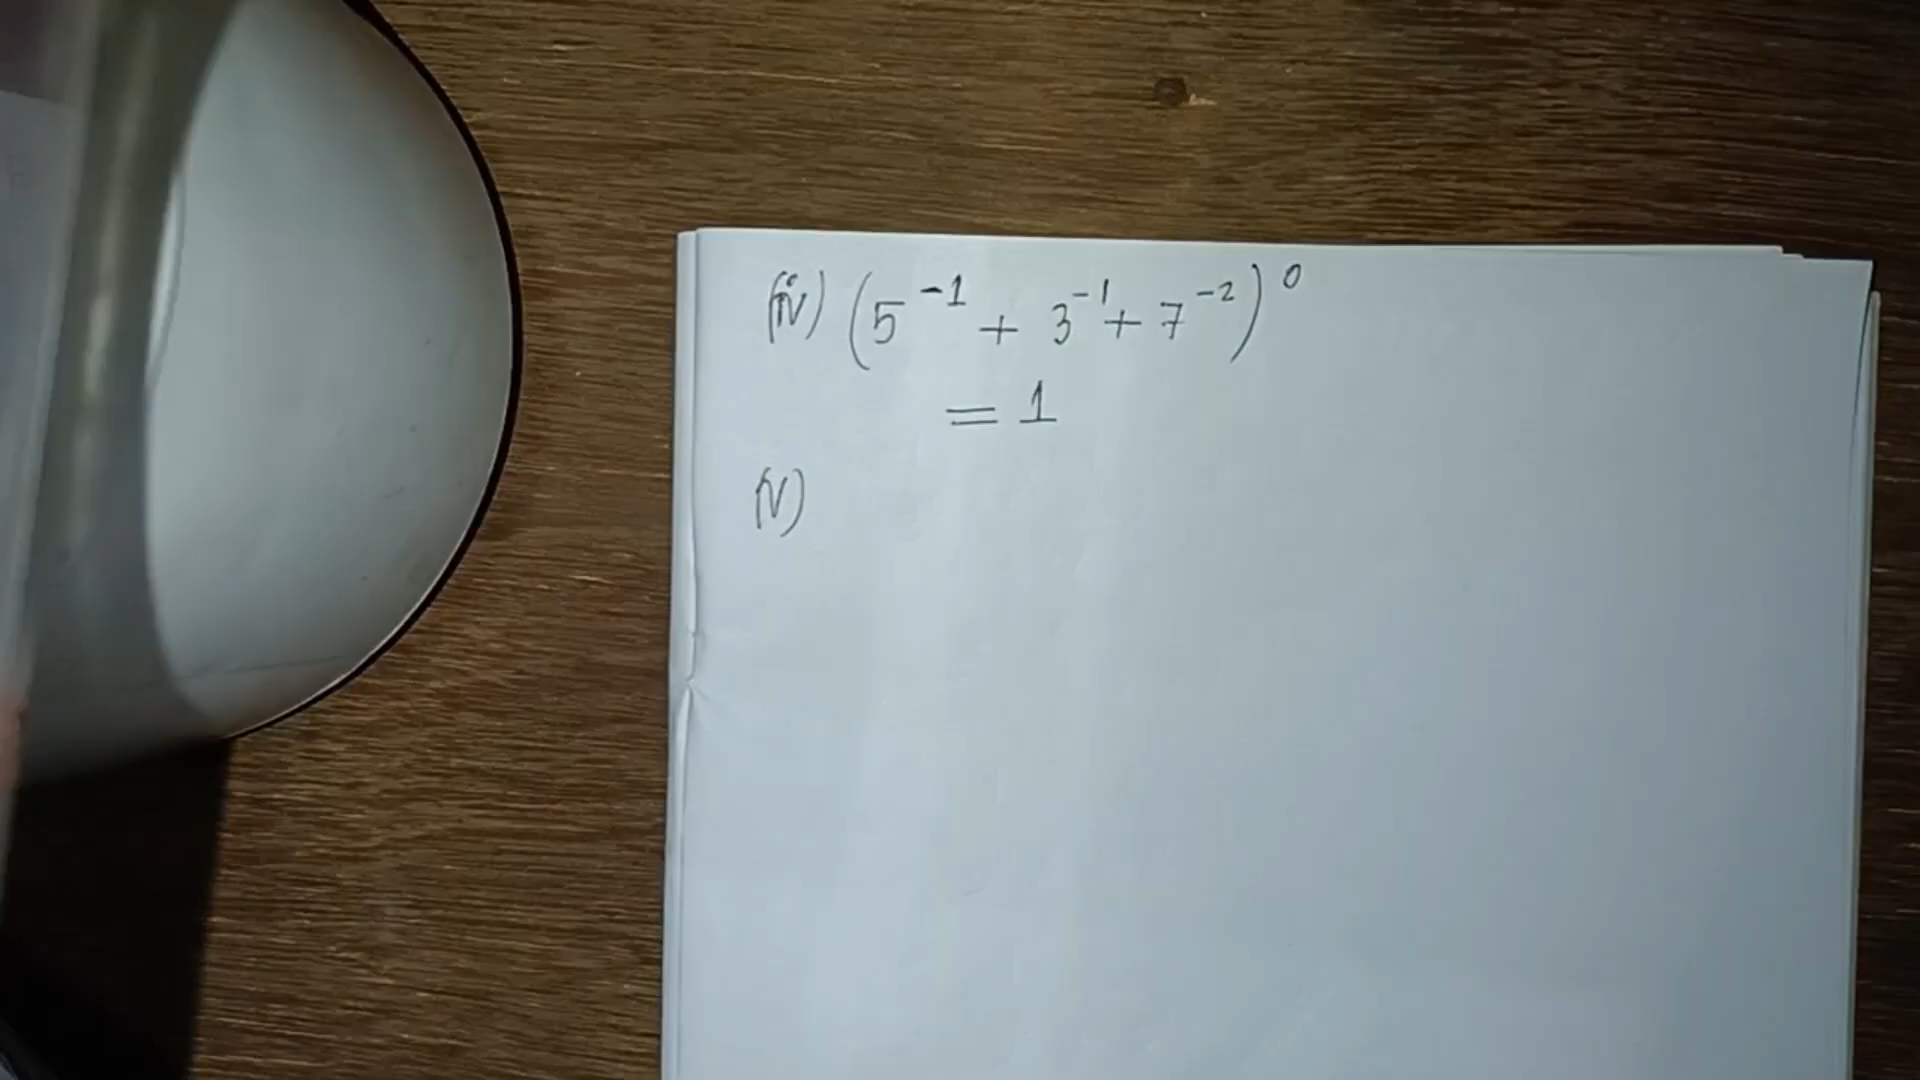 (iv) (5⁻¹ + 3⁻¹ + 7⁻²)⁰
= 1
(v)